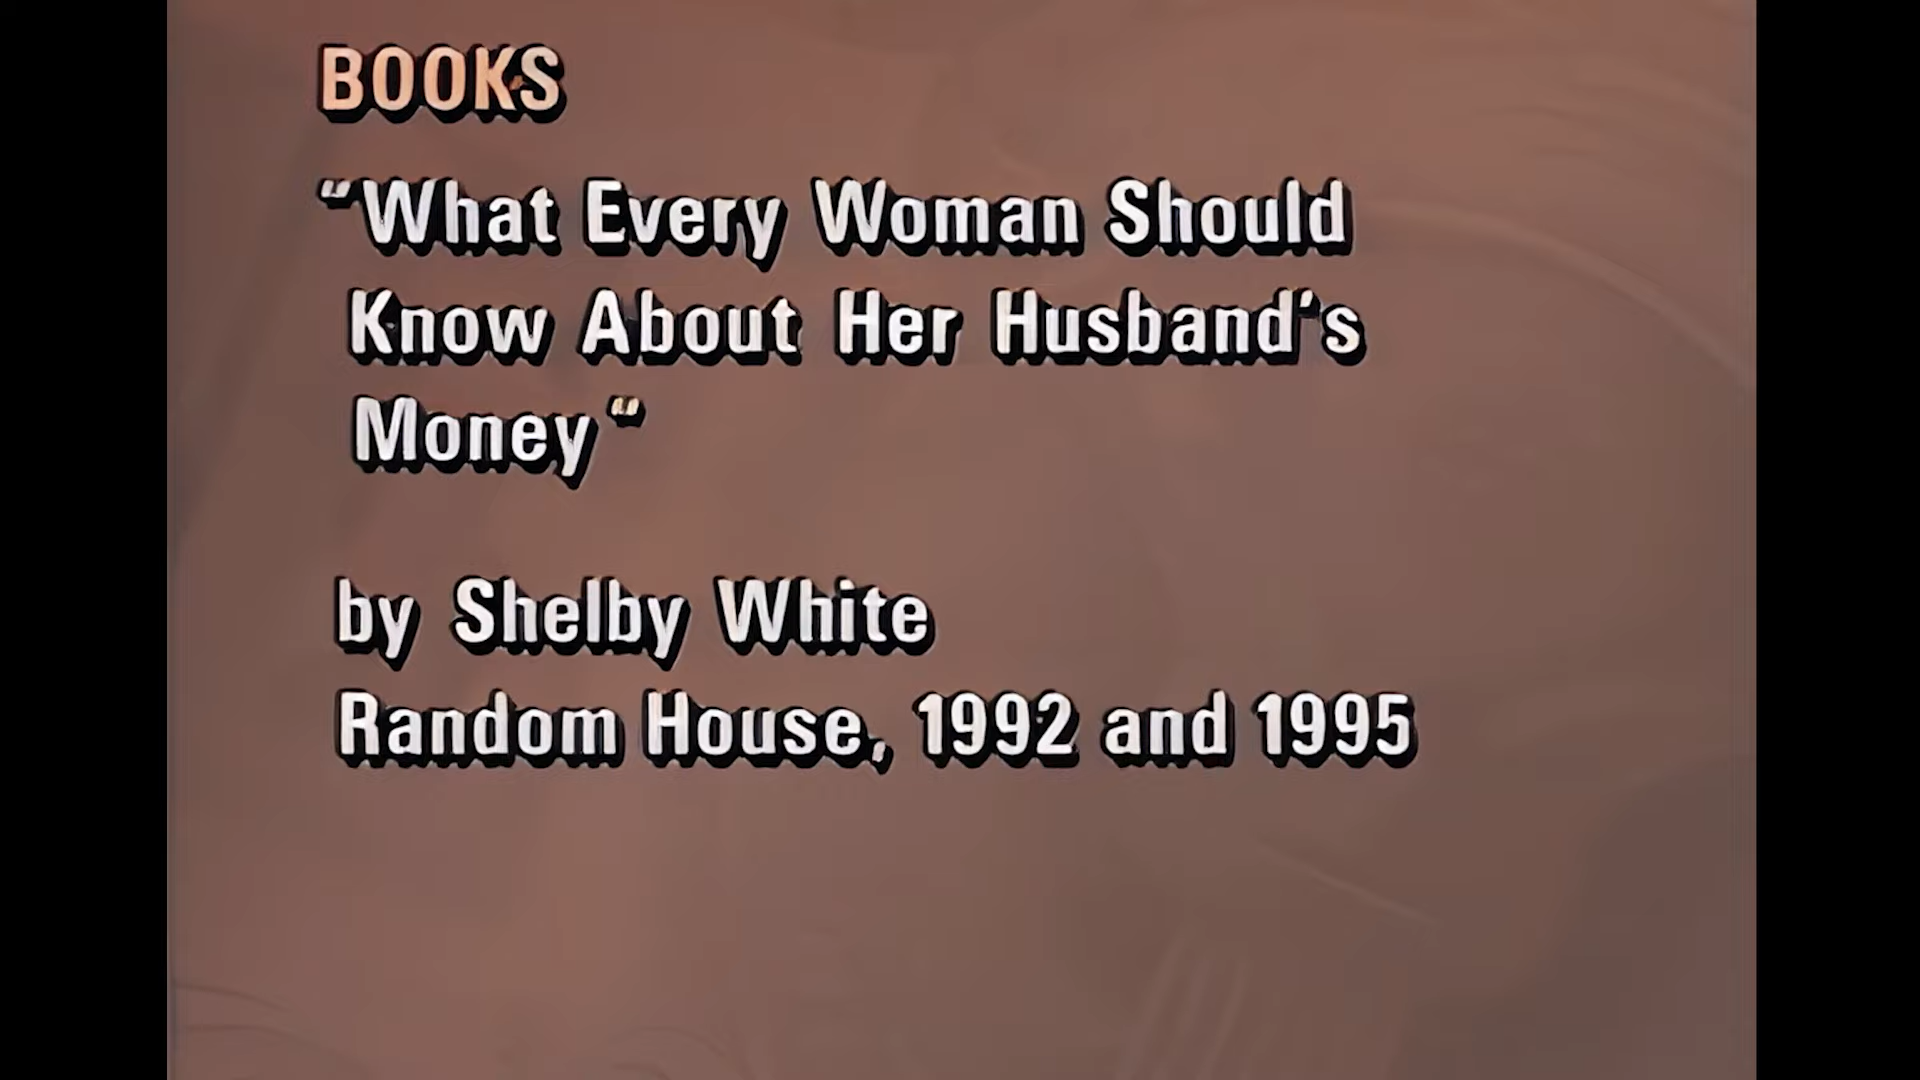 BOOKS
“What Every Woman Should
Know About Her Husband's
Money“
by Shelby White
Random House, 1992 and 1995